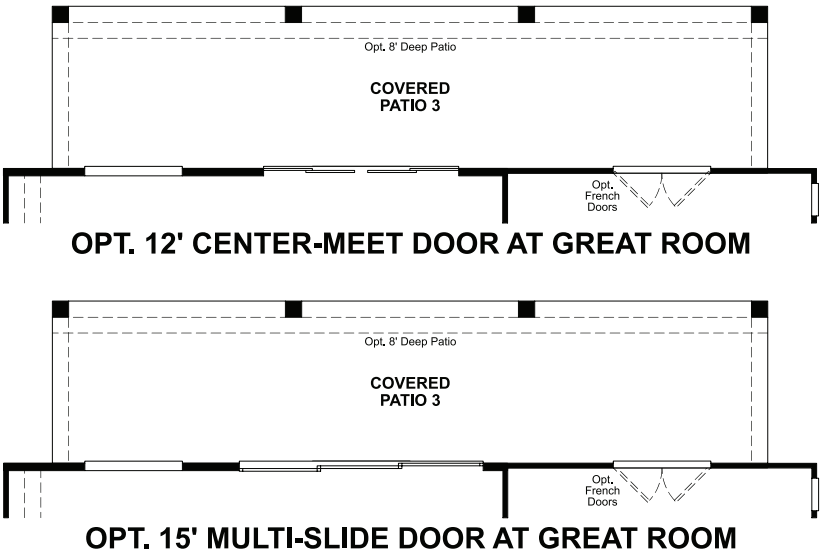 Opt. 8' Deep Patio
COVERED
PATIO 3
Opt.
French
Doors
OPT. 12' CENTER-MEET DOOR AT GREAT ROOM
Opt. 8' Deep Patio
COVERED
PATIO 3
Opt.
French
Doors
OPT. 15' MULTI-SLIDE DOOR AT GREAT ROOM